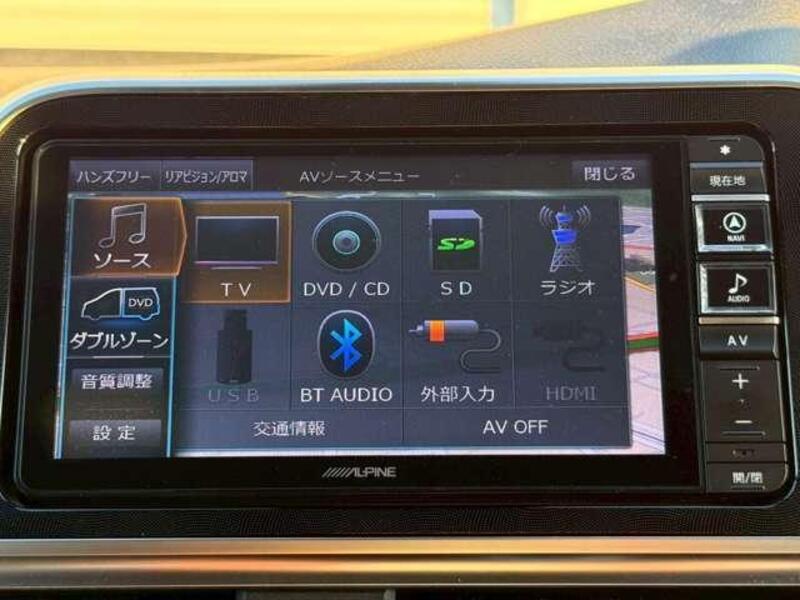 ハンズフリー リアビジョン/アロマ AVソースメニュー 閉じる
ソース
TV
DVD / CD
SD
SD
ラジオ
DVD
ダブルゾーン
USB
BT AUDIO
外部入力
HDMI
音質調整
設定
交通情報
AV OFF
ALPINE
*
現在地
NAVI
AUDIO
AV
+
-
開/閉